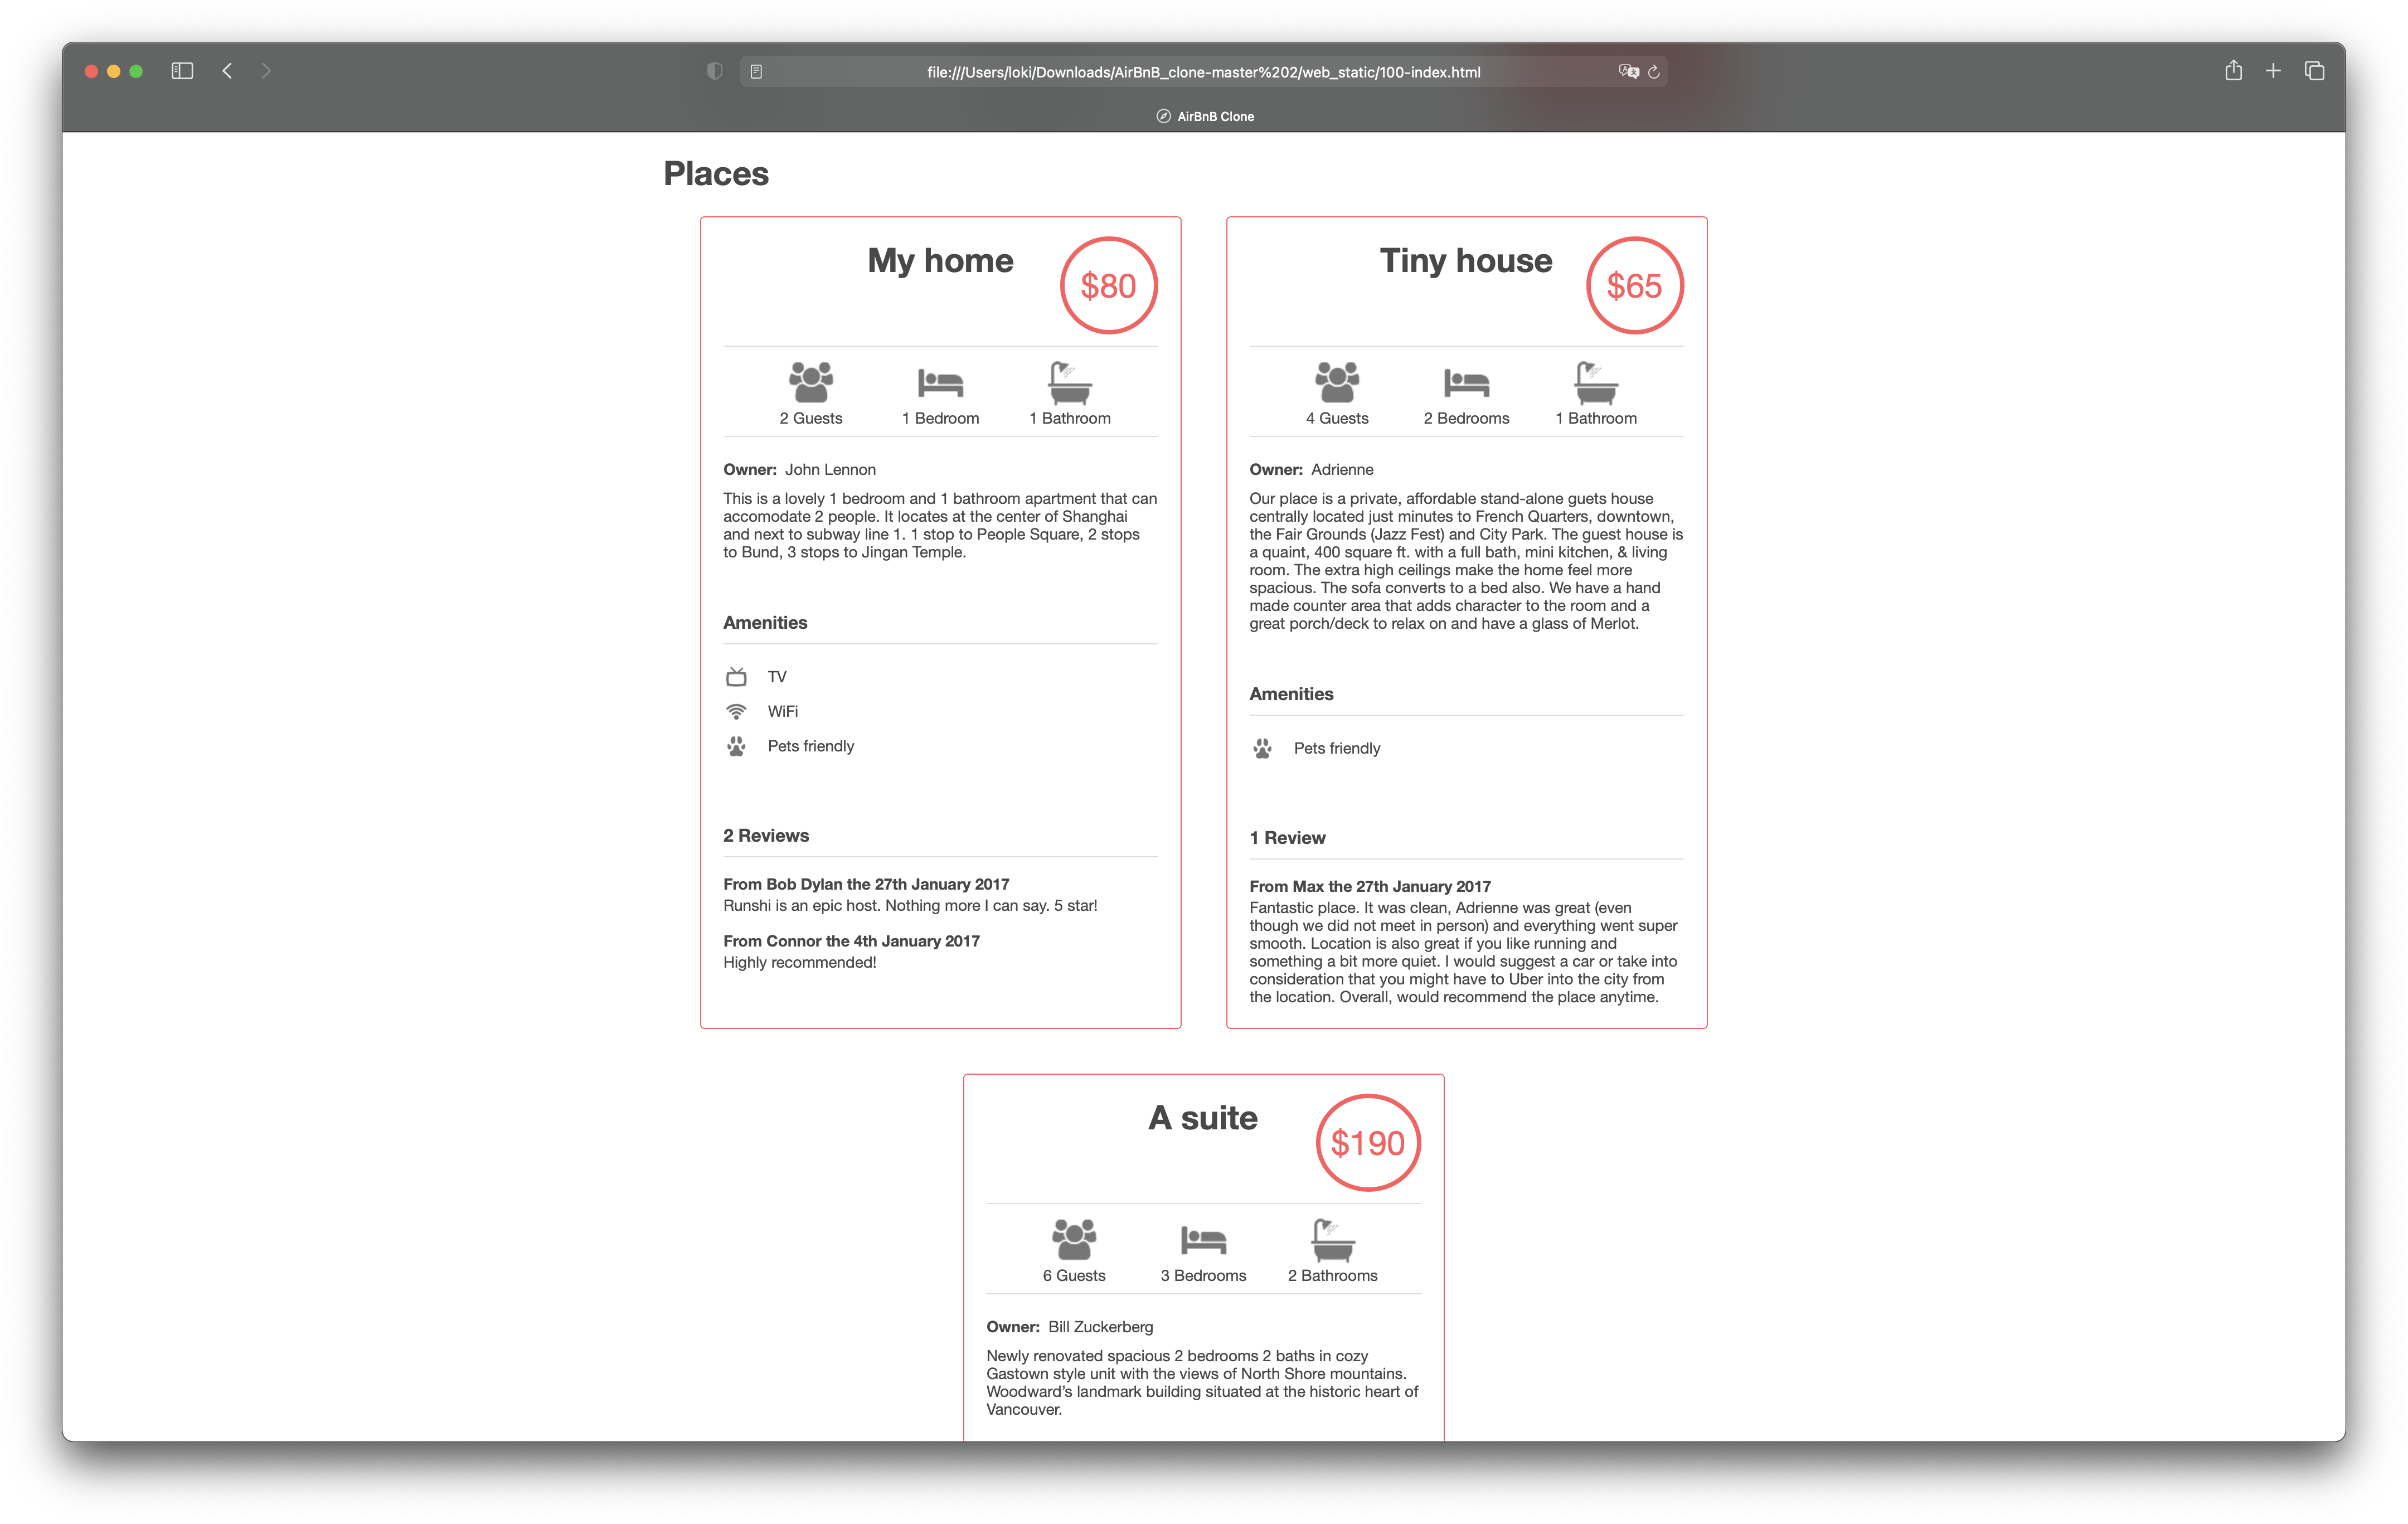 file:///Users/loki/Downloads/AirBnB_clone-master%202/web_static/100-index.html
AirBnB Clone
Places
My home
$80
2 Guests
1 Bedroom
1 Bathroom
Owner: John Lennon
This is a lovely 1 bedroom and 1 bathroom apartment that can
accomodate 2 people. It locates at the center of Shanghai
and next to subway line 1. 1 stop to People Square, 2 stops
to Bund, 3 stops to Jingan Temple.
Amenities
TV
WiFi
Pets friendly
2 Reviews
From Bob Dylan the 27th January 2017
Runshi is an epic host. Nothing more I can say. 5 star!
From Connor the 4th January 2017
Highly recommended!
Tiny house
$65
4 Guests
2 Bedrooms
1 Bathroom
Owner: Adrienne
Our place is a private, affordable stand-alone guets house
centrally located just minutes to French Quarters, downtown,
the Fair Grounds (Jazz Fest) and City Park. The guest house is
a quaint, 400 square ft. with a full bath, mini kitchen, & living
room. The extra high ceilings make the home feel more
spacious. The sofa converts to a bed also. We have a hand
made counter area that adds character to the room and a
great porch/deck to relax on and have a glass of Merlot.
Amenities
Pets friendly
1 Review
From Max the 27th January 2017
Fantastic place. It was clean, Adrienne was great (even
though we did not meet in person) and everything went super
smooth. Location is also great if you like running and
something a bit more quiet. I would suggest a car or take into
consideration that you might have to Uber into the city from
the location. Overall, would recommend the place anytime.
A suite
$190
6 Guests
3 Bedrooms
2 Bathrooms
Owner: Bill Zuckerberg
Newly renovated spacious 2 bedrooms 2 baths in cozy
Gastown style unit with the views of North Shore mountains.
Woodward’s landmark building situated at the historic heart of
Vancouver.